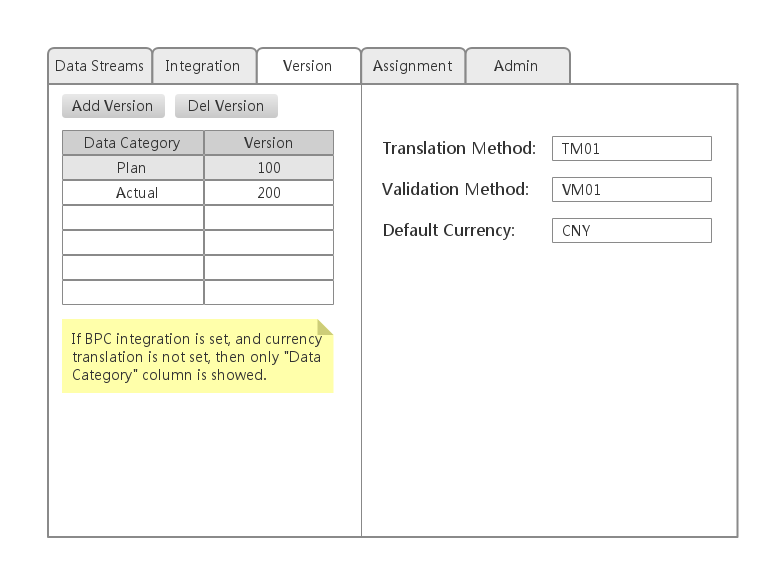 Data Streams Integration Version Assignment Admin
Add Version Del Version
Data Category Version
Plan 100
Actual 200
If BPC integration is set, and currency
translation is not set, then only "Data
Category" column is showed.
Translation Method: TM01
Validation Method: VM01
Default Currency: CNY